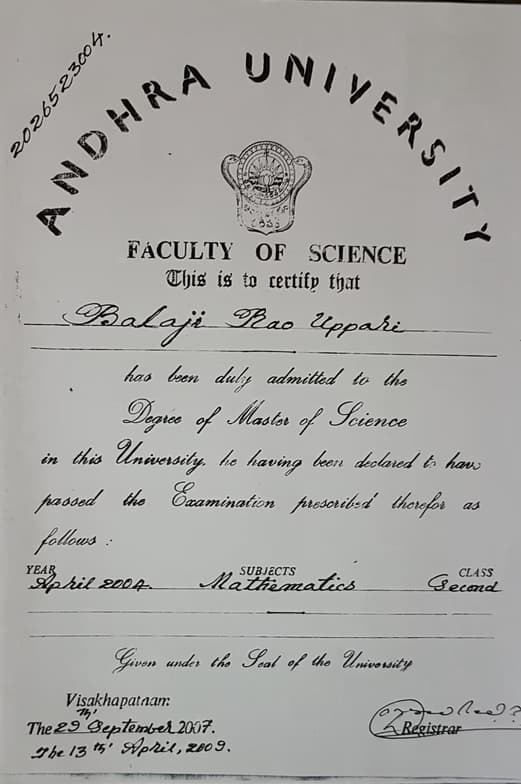 2026523004.
ANDHRA UNIVERSITY
FACULTY OF SCIENCE
This is to certify that
Balaji Rao Uppari
has been duly admitted to the
Degree of Master of Science
in this University, he having been declared to have
passed the Examination prescribed therefor as
follows :
YEAR SUBJECTS CLASS
April 2004. Mathematics Second
Given under the Seal of the University
Visakhapatnam
The 29th September 2007.
The 13th April, 2009.
Registrar